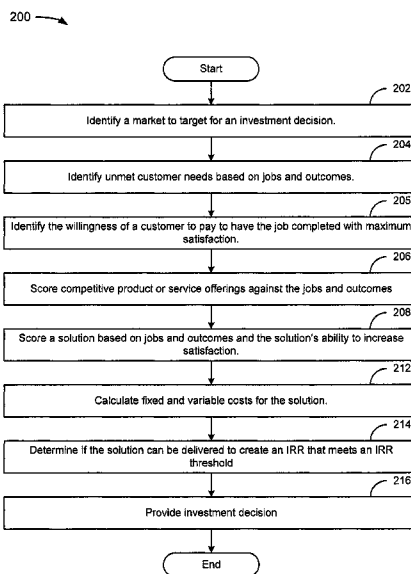 200
Start
202
Identify a market to target for an investment decision.
204
Identify unmet customer needs based on jobs and outcomes.
205
Identify the willingness of a customer to pay to have the job completed with maximum
satisfaction.
206
Score competitive product or service offerings against the jobs and outcomes
208
Score a solution based on jobs and outcomes and the solution's ability to increase
satisfaction.
212
Calculate fixed and variable costs for the solution.
214
Determine if the solution can be delivered to create an IRR that meets an IRR
threshold
216
Provide investment decision
End